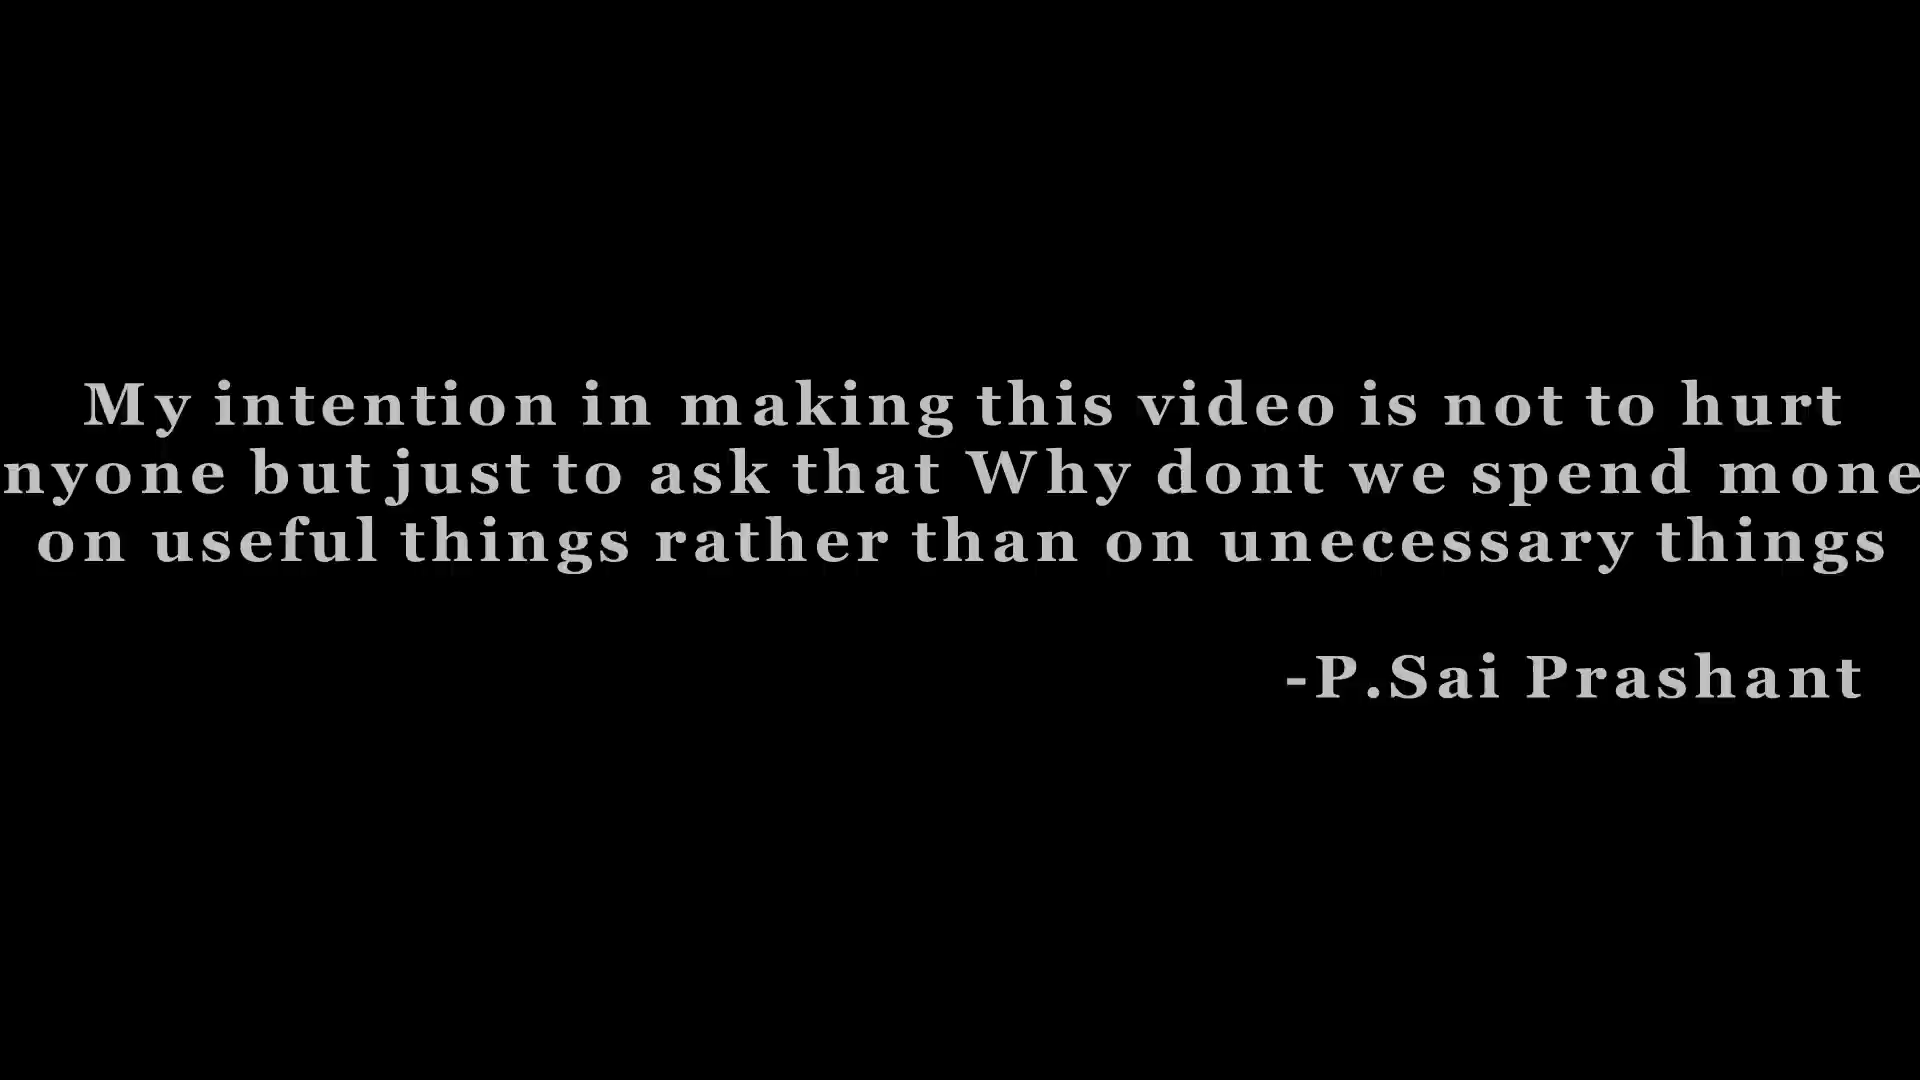 My intention in making this video is not to hurt
nyone but just to ask that Why dont we spend mone
on useful things rather than on unecessary things
-P.Sai Prashant